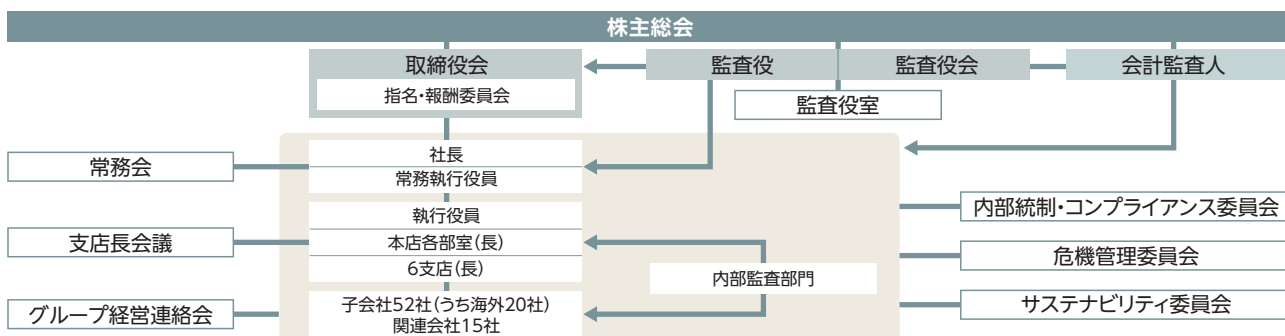 株主総会
取締役会
指名・報酬委員会
監査役
監査役会
会計監査人
監査役室
常務会
社長
常務執行役員
支店長会議
執行役員
本店各部室(長)
6支店(長)
内部監査部門
グループ経営連絡会
子会社52社(うち海外20社)
関連会社15社
内部統制・コンプライアンス委員会
危機管理委員会
サステナビリティ委員会